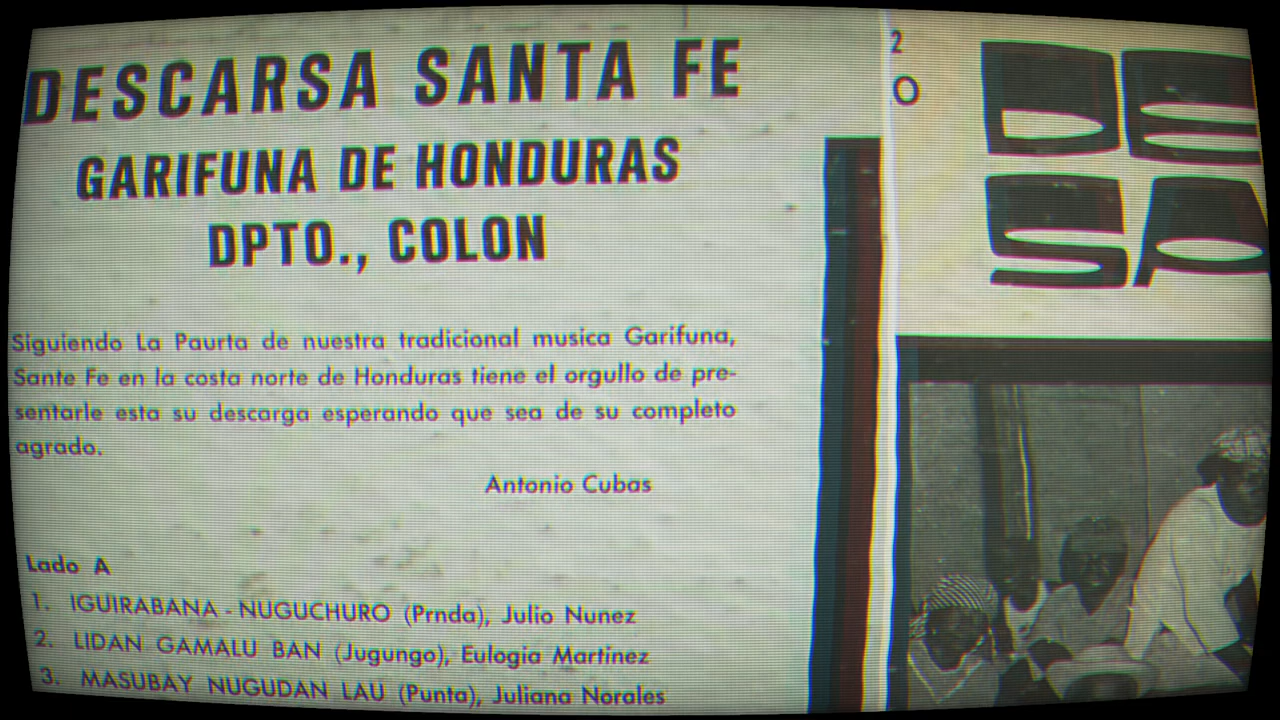 DESCARSA SANTA FE
GARIFUNA DE HONDURAS
DPTO., COLON
Siguiendo La Paurta de nuestra tradicional musica Garifuna,
Sante Fe en la costa norte de Honduras tiene el orgullo de pre-
sentarle esta su descarga esperando que sea de su completo
agrado.
Antonio Cubas
Lado A
1. IGUIRABANA - NUGUCHURO (Prnda), Julio Nunez
2. LIDAN GAMALU BAN (Jugungo), Eulogia Martinez
3. MASUBAY NUGUDAN LAU (Punta), Juliana Norales
2
O
DE
SA